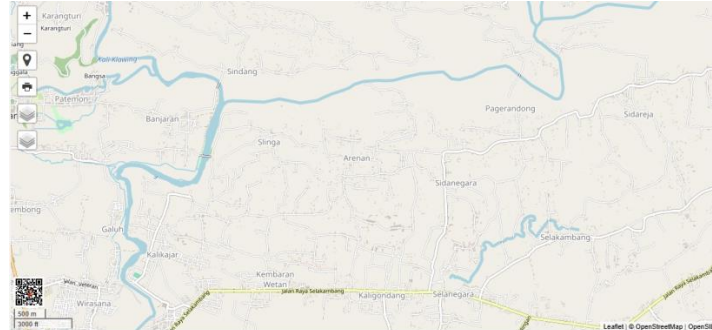 Karangturi
Karangturi
+
−
Kali Klawing
Bangsa
Sindang
Patemon
Pagerandong
Sidareja
Banjaran
Slinga
Arenan
Sidanegara
Galuh
Selakambang
Kalikajar
Kembaran
Wetan
Kaligondang
Selanegara
Jalan Raya Selakambang
Jalan Raya Selakambang
Wirasana
500 m
3000 ft
Leaflet | © OpenStreetMap